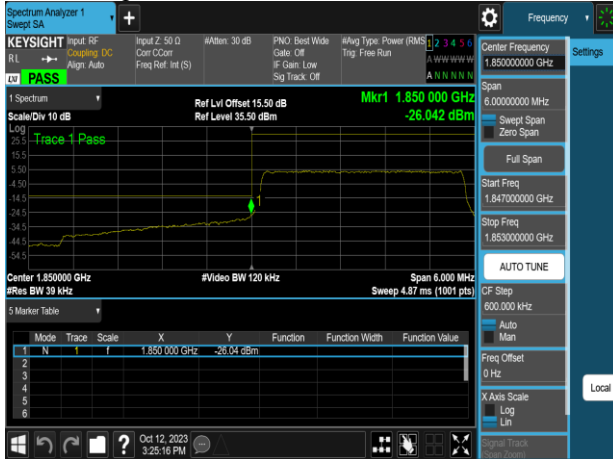 Spectrum Analyzer 1
Swept SA
+
Frequency
KEYSIGHT
RL
LXI
PASS
Input: RF
Coupling: DC
Align: Auto
Input Z: 50 Ω
Corr CCorr
Freq Ref: Int (S)
#Atten: 30 dB
PNO: Best Wide
Gate: Off
IF Gain: Low
Sig Track: Off
#Avg Type: Power (RMS
Trig: Free Run
1 2 3 4 5 6
A W W W W W
A N N N N N
1 Spectrum
Scale/Div 10 dB
Ref Lvl Offset 15.50 dB
Ref Level 35.50 dBm
Mkr1 1.850 000 GHz
-26.042 dBm
Log
Trace 1 Pass
25.5
15.5
5.50
-4.50
-14.5
-24.5
-34.5
-44.5
-54.5
1
Center 1.850000 GHz
#Res BW 39 kHz
#Video BW 120 kHz
Span 6.000 MHz
Sweep 4.87 ms (1001 pts)
5 Marker Table
Mode Trace Scale X Y Function Function Width Function Value
1 N 1 f 1.850 000 GHz -26.04 dBm
2
3
4
5
6
Oct 12, 2023
3:25:16 PM
Center Frequency
1.850000000 GHz
Settings
Span
6.00000000 MHz
Swept Span
Zero Span
Full Span
Start Freq
1.847000000 GHz
Stop Freq
1.853000000 GHz
AUTO TUNE
CF Step
600.000 kHz
Auto
Man
Freq Offset
0 Hz
Local
X Axis Scale
Log
Lin
Signal Track
(Span Zoom)